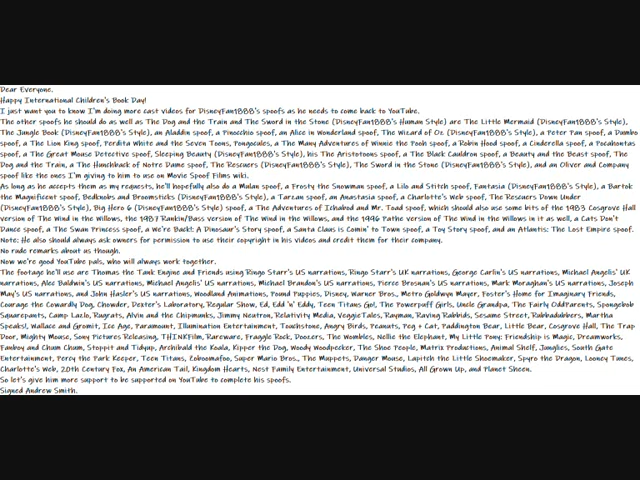 Dear Everyone.
Happy International Children's Book Day!
I just want you to know I'm doing more cast videos for DisneyFan1888's spoofs as he needs to come back to YouTube.
The other spoofs he should do as well as The Dog and the Train and The Sword in the Stone (DisneyFan1888's Human Style) are The Little Mermaid (DisneyFan1888's Style),
The Jungle Book (DisneyFan1888's Style), an Aladdin spoof, a Pinocchio spoof, an Alice in Wonderland spoof, The Wizard of Oz (DisneyFan1888's Style), a Peter Pan spoof, a Dumbo
spoof, a The Lion King spoof, Perdita White and the Seven Toons, Pongocules, a The Many Adventures of Winnie the Pooh spoof, a Robin Hood spoof, a Cinderella spoof, a Pocahontas
spoof, a The Great Mouse Detective spoof, Sleeping Beauty (DisneyFan1888's Style), his The Aristotoons spoof, a The Black Cauldron spoof, a Beauty and the Beast spoof, The
Dog and the Train, a The Hunchback of Notre Dame spoof, The Rescuers (DisneyFan1888's Style), The Sword in the Stone (DisneyFan1888's Style), and an Oliver and Company
spoof like the ones I'm giving to him to use on Movie Spoof Films wiki.
As long as he accepts them as my requests, he'll hopefully also do a Mulan spoof, a Frosty the Snowman spoof, a Lilo and Stitch spoof, Fantasia (DisneyFan1888's Style), a Bartok
the Magnificent spoof, Bedknobs and Broomsticks (DisneyFan1888's Style), a Tarzan spoof, an Anastasia spoof, a Charlotte's Web spoof, The Rescuers Down Under
(DisneyFan1888's Style), Big Hero 6 (DisneyFan1888's Style) spoof, a The Adventures of Ichabod and Mr. Toad spoof, which should also use some bits of the 1983 Cosgrove Hall
version of The Wind in the Willows, the 1987 Rankin/Bass version of The Wind in the Willows, and the 1996 Pathe version of The Wind in the Willows in it as well, a Cats Don't
Dance spoof, a The Swan Princess spoof, a We're Back!: A Dinosaur's Story spoof, a Santa Claus is Comin' to Town spoof, a Toy Story spoof, and an Atlantis: The Lost Empire spoof.
Note: He also should always ask owners for permission to use their copyright in his videos and credit them for their company.
No rude remarks about us though.
Now we're good YouTube pals, who will always work together.
The footage he'll use are Thomas the Tank Engine and Friends using Ringo Starr's US narrations, Ringo Starr's UK narrations, George Carlin's US narrations, Michael Angelis' UK
narrations, Alec Baldwin's US narrations, Michael Angelis' US narrations, Michael Brandon's US narrations, Pierce Brosnan's US narrations, Mark Moraghan's US narrations, Joseph
May's US narrations, and John Hasler's US narrations, Woodland Animations, Pound Puppies, Disney, Warner Bros., Metro Goldwyn Mayer, Foster's Home for Imaginary Friends,
Courage the Cowardly Dog, Chowder, Dexter's Laboratory, Regular Show, Ed, Edd 'n' Eddy, Teen Titans Go!, The Powerpuff Girls, Uncle Grandpa, The Fairly OddParents, Spongebob
Squarepants, Camp Lazlo, Rugrats, Alvin and the Chipmunks, Jimmy Neutron, Relativity Media, VeggieTales, Rayman, Raving Rabbids, Sesame Street, Rubbadubbers, Martha
Speaks!, Wallace and Gromit, Ice Age, Paramount, Illumination Entertainment, Touchstone, Angry Birds, Peanuts, Peg + Cat, Paddington Bear, Little Bear, Cosgrove Hall, The Trap
Door, Mighty Mouse, Sony Pictures Releasing, THINKFilm, Rareware, Fraggle Rock, Doozers, The Wombles, Nellie the Elephant, My Little Pony: Friendship is Magic, Dreamworks,
Fanboy and Chum Chum, Stoppit and Tidyup, Archibald the Koala, Kipper the Dog, Woody Woodpecker, The Shoe People, Matrix Productions, Animal Shelf, Junglies, South Gate
Entertainment, Percy the Park Keeper, Teen Titans, Zoboomafoo, Super Mario Bros., The Muppets, Danger Mouse, Lapitch the Little Shoemaker, Spyro the Dragon, Looney Tunes,
Charlotte's Web, 20th Century Fox, An American Tail, Kingdom Hearts, Nest Family Entertainment, Universal Studios, All Grown Up, and Planet Sheen.
So let's give him more support to be supported on YouTube to complete his spoofs.
Signed Andrew Smith.